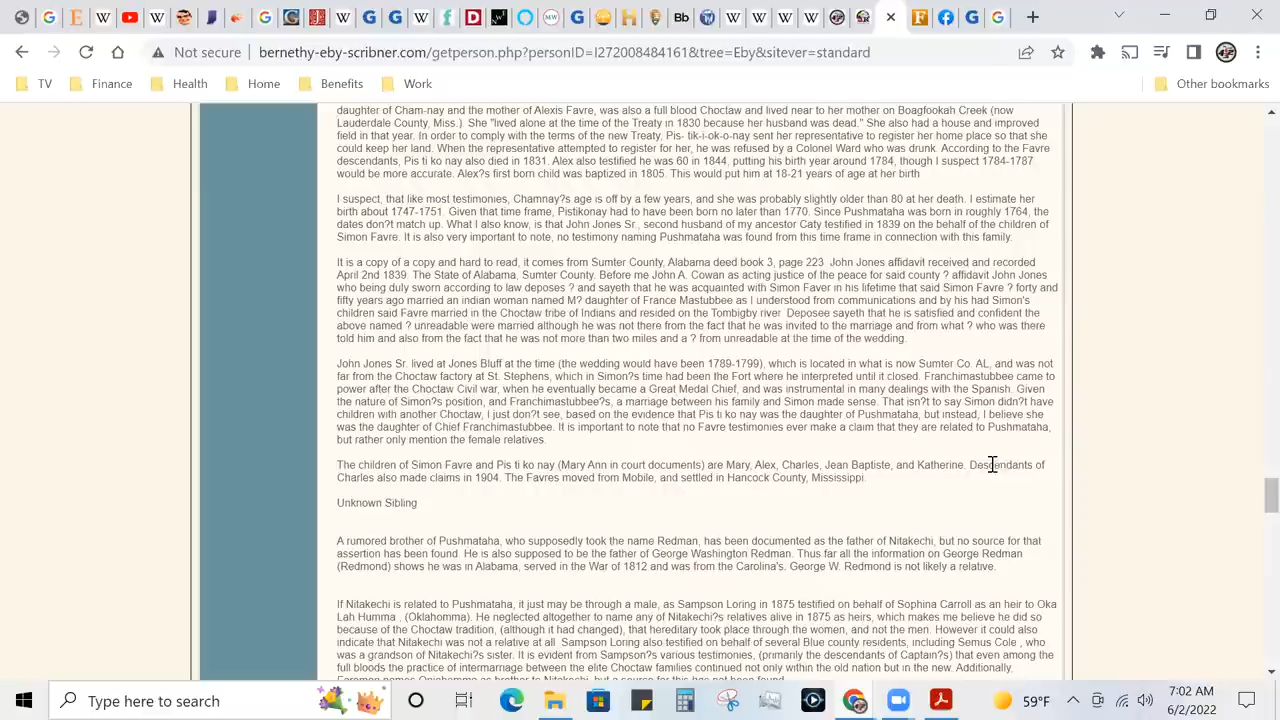 Not secure
bernethy-eby-scribner.com/getperson.php?personID=I272008484161&tree=Eby&sitever=standard
TV Finance Health Home Benefits Work Other bookmarks
daughter of Cham-nay and the mother of Alexis Favre, was also a full blood Choctaw and lived near to her mother on Boagfookah Creek (now
Lauderdale County, Miss.). She "lived alone at the time of the Treaty in 1830 because her husband was dead." She also had a house and improved
field in that year. In order to comply with the terms of the new Treaty, Pis- tik-i-ok-o-nay sent her representative to register her home place so that she
could keep her land. When the representative attempted to register for her, he was refused by a Colonel Ward who was drunk. According to the Favre
descendants, Pis ti ko nay also died in 1831. Alex also testified he was 60 in 1844, putting his birth year around 1784, though I suspect 1784-1787
would be more accurate. Alex?s first born child was baptized in 1805. This would put him at 18-21 years of age at her birth
I suspect, that like most testimonies, Chamnay?s age is off by a few years, and she was probably slightly older than 80 at her death. I estimate her
birth about 1747-1751. Given that time frame, Pistikonay had to have been born no later than 1770. Since Pushmataha was born in roughly 1764, the
dates don?t match up. What I also know, is that John Jones Sr., second husband of my ancestor Caty testified in 1839 on the behalf of the children of
Simon Favre. It is also very important to note, no testimony naming Pushmataha was found from this time frame in connection with this family.
It is a copy of a copy and hard to read, it comes from Sumter County, Alabama deed book 3, page 223 John Jones affidavit received and recorded
April 2nd 1839. The State of Alabama, Sumter County. Before me John A. Cowan as acting justice of the peace for said county ? affidavit John Jones
who being duly sworn according to law deposes ? and sayeth that he was acquainted with Simon Faver in his lifetime that said Simon Favre ? forty and
fifty years ago married an indian woman named M? daughter of France Mastubbee as I understood from communications and by his had Simon's
children said Favre married in the Choctaw tribe of Indians and resided on the Tombigby river Deposee sayeth that he is satisfied and confident the
above named ? unreadable were married although he was not there from the fact that he was invited to the marriage and from what ? who was there
told him and also from the fact that he was not more than two miles and a ? from unreadable at the time of the wedding.
John Jones Sr. lived at Jones Bluff at the time (the wedding would have been 1789-1799), which is located in what is now Sumter Co. AL, and was not
far from the Choctaw factory at St. Stephens, which in Simon?s time had been the Fort where he interpreted until it closed. Franchimastubbee came to
power after the Choctaw Civil war, when he eventually became a Great Medal Chief, and was instrumental in many dealings with the Spanish. Given
the nature of Simon?s position, and Franchimastubbee?s, a marriage between his family and Simon made sense. That isn?t to say Simon didn?t have
children with another Choctaw, i just don?t see, based on the evidence that Pis ti ko nay was the daughter of Pushmataha, but instead, I believe she
was the daughter of Chief Franchimastubbee. It is important to note that no Favre testimonies ever make a claim that they are related to Pushmataha,
but rather only mention the female relatives.
The children of Simon Favre and Pis ti ko nay (Mary Ann in court documents) are Mary, Alex, Charles, Jean Baptiste, and Katherine. Descendants of
Charles also made claims in 1904. The Favres moved from Mobile, and settled in Hancock County, Mississippi.
Unknown Sibling
A rumored brother of Pushmataha, who supposedly took the name Redman, has been documented as the father of Nitakechi, but no source for that
assertion has been found He is also supposed to be the father of George Washington Redman. Thus far all the information on George Redman
(Redmond) shows he was in Alabama, served in the War of 1812 and was from the Carolina's. George W. Redmond is not likely a relative.
If Nitakechi is related to Pushmataha, it just may be through a male, as Sampson Loring in 1875 testified on behalf of Sophina Carroll as an heir to Oka
Lah Humma , (Oklahomma). He neglected altogether to name any of Nitakechi?s relatives alive in 1875 as heirs, which makes me believe he did so
because of the Choctaw tradition, (although it had changed), that hereditary took place through the women, and not the men. However it could also
indicate that Nitakechi was not a relative at all Sampson Loring also testified on behalf of several Blue county residents, including Semus Cole , who
was a grandson of Nitakechi?s sister. It is evident from Sampson?s various testimonies, (primarily the descendants of Captain?s) that even among the
full bloods the practice of intermarriage between the elite Choctaw families continued not only within the old nation but in the new. Additionally,
Type here to search
59°F
7:02 AM
6/2/2022